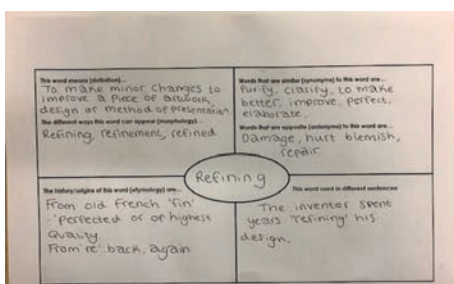 This word means (definition)...
To make minor changes to
improve a piece of artwork,
design or method of presentation
The different ways this word can appear (morphology)...
Refining, refinement, refined
Words that are similar (synonyms) to this word are...
Purify, clarify, to make
better, improve, perfect,
elaborate.
Words that are opposite (antonyms) to this word are...
Damage, hurt blemish,
repair
Refining
The history/origins of this word (etymology) are...
From old French 'fin'
'perfected or of highest
Quality
From 're' back, again
This word used in different sentences:
The inventor spent
years 'refining' his
design.